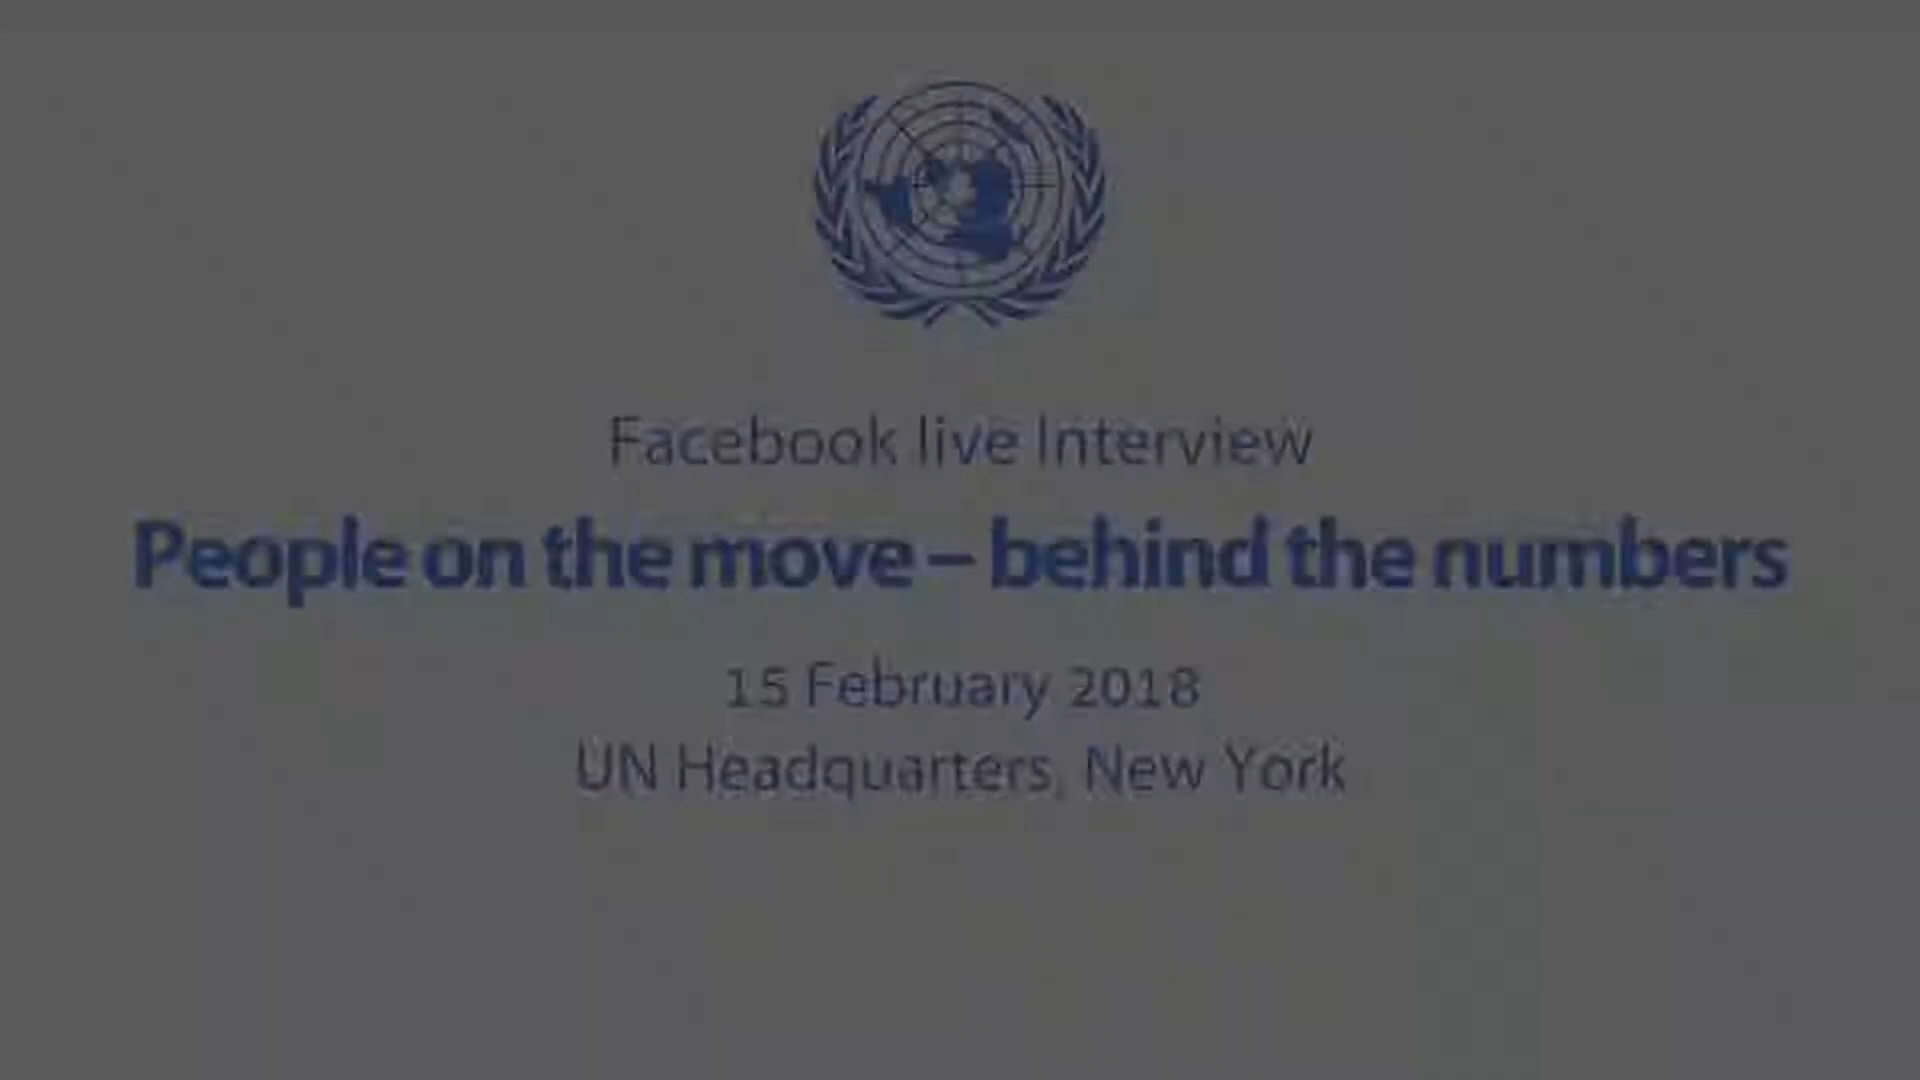 Facebook live Interview
People on the move – behind the numbers
15 February 2018
UN Headquarters, New York